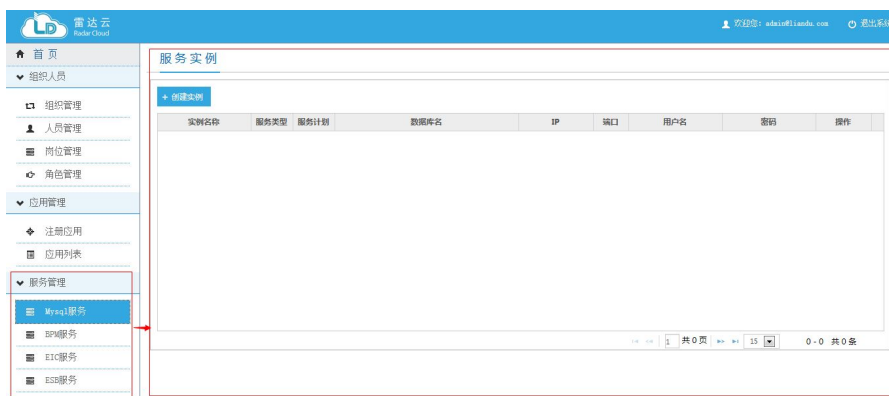 雷达云
Radar Cloud
欢迎您: admin@liandu.com 退出系统
首页
组织人员
组织管理
人员管理
岗位管理
角色管理
应用管理
注册应用
应用列表
服务管理
Mysql服务
BPM服务
EIC服务
ESB服务
服务实例
+ 创建实例
实例名称 服务类型 服务计划 数据库名 IP 端口 用户名 密码 操作
1 共0页 15 0 - 0 共0条